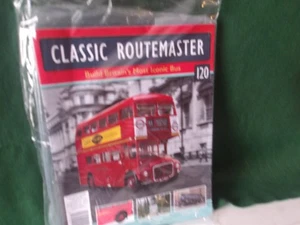 CLASSIC ROUTEMASTER
Build Britain's Most Iconic Bus
120